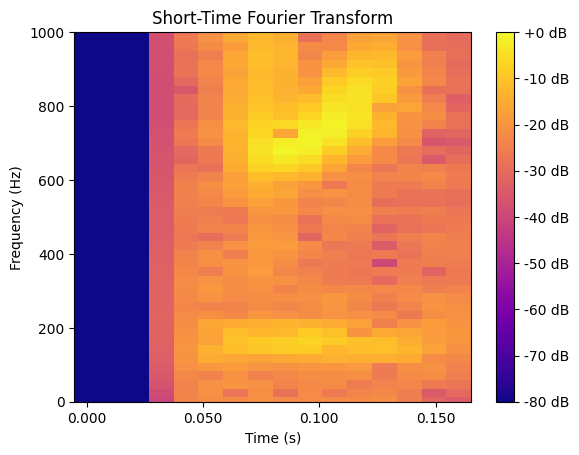 Short-Time Fourier Transform
Frequency (Hz)
1000
800
600
400
200
0
0.000 0.050 0.100 0.150
Time (s)
+0 dB
-10 dB
-20 dB
-30 dB
-40 dB
-50 dB
-60 dB
-70 dB
-80 dB